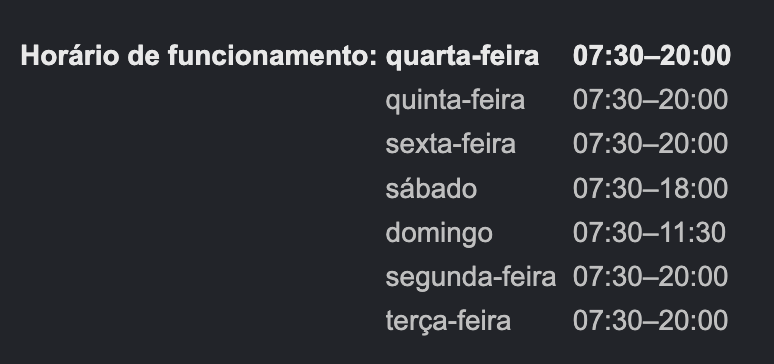 Horário de funcionamento: quarta-feira 07:30–20:00
quinta-feira 07:30–20:00
sexta-feira 07:30–20:00
sábado 07:30–18:00
domingo 07:30–11:30
segunda-feira 07:30–20:00
terça-feira 07:30–20:00